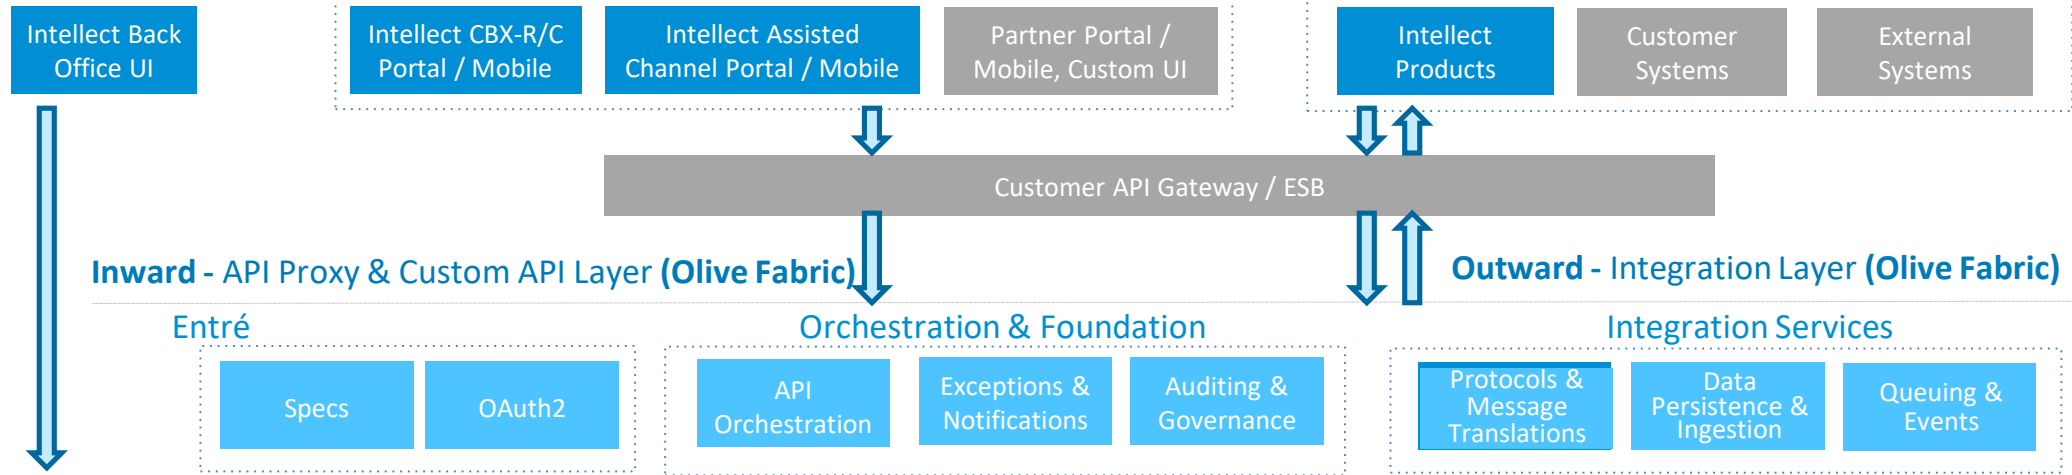 Intellect Back
Office UI
Intellect CBX-R/C
Portal / Mobile
Intellect Assisted
Channel Portal / Mobile
Partner Portal /
Mobile, Custom UI
Intellect
Products
Customer
Systems
External
Systems
Customer API Gateway / ESB
Inward - API Proxy & Custom API Layer (Olive Fabric)
Outward - Integration Layer (Olive Fabric)
Entré
Orchestration & Foundation
Integration Services
Specs
OAuth2
API
Orchestration
Exceptions &
Notifications
Auditing &
Governance
Protocols &
Message
Translations
Data
Persistence &
Ingestion
Queuing &
Events